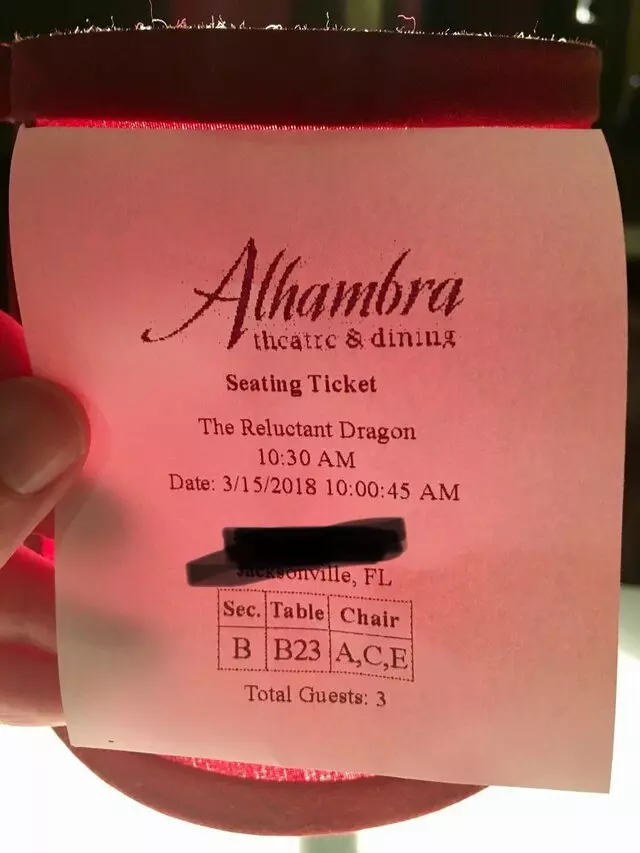 Alhambra
theatre & dining
Seating Ticket
The Reluctant Dragon
10:30 AM
Date: 3/15/2018 10:00:45 AM
Jacksonville, FL
Sec. Table Chair
B B23 A,C,E
Total Guests: 3